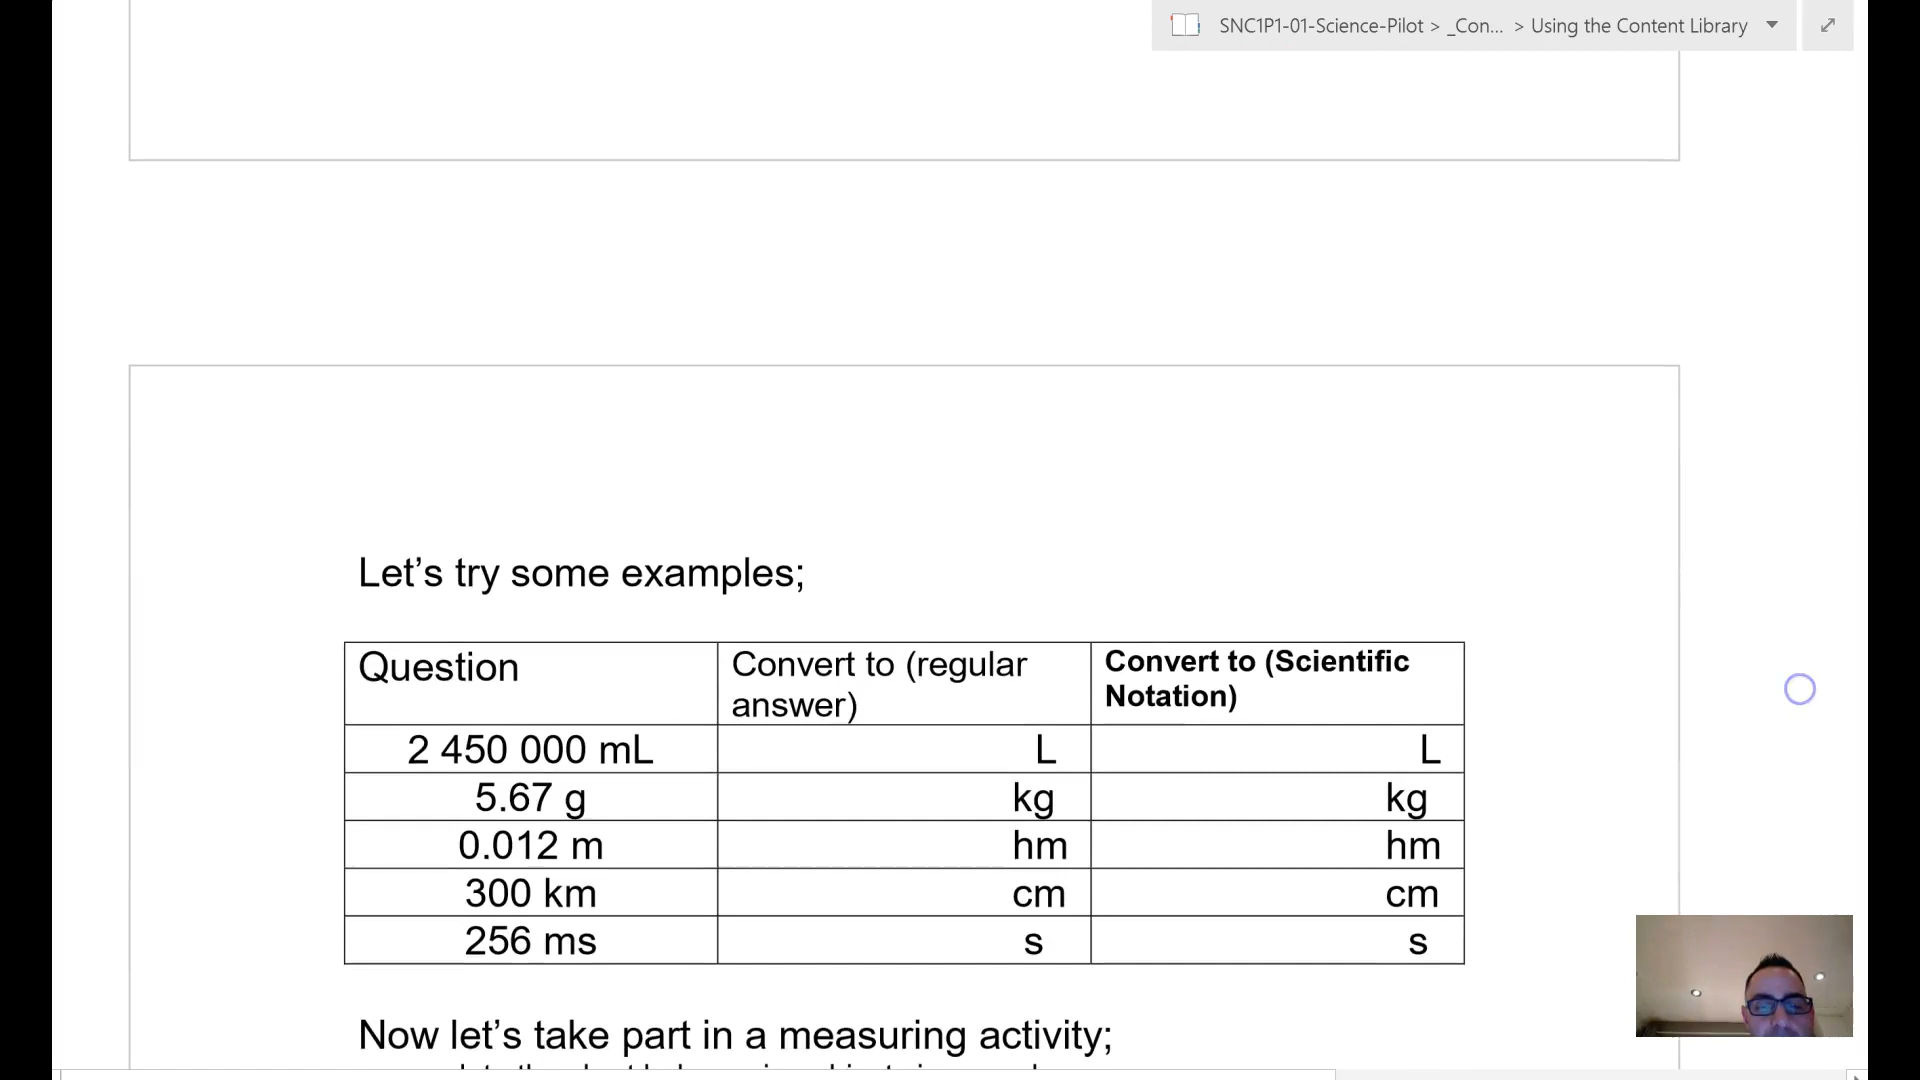 SNC1P1-01-Science-Pilot > _Con... > Using the Content Library
Let's try some examples;
Question
Convert to (regular
answer)
Convert to (Scientific
Notation)
2 450 000 mL L L
5.67 g kg kg
0.012 m hm hm
300 km cm cm
256 ms s s
Now let's take part in a measuring activity;